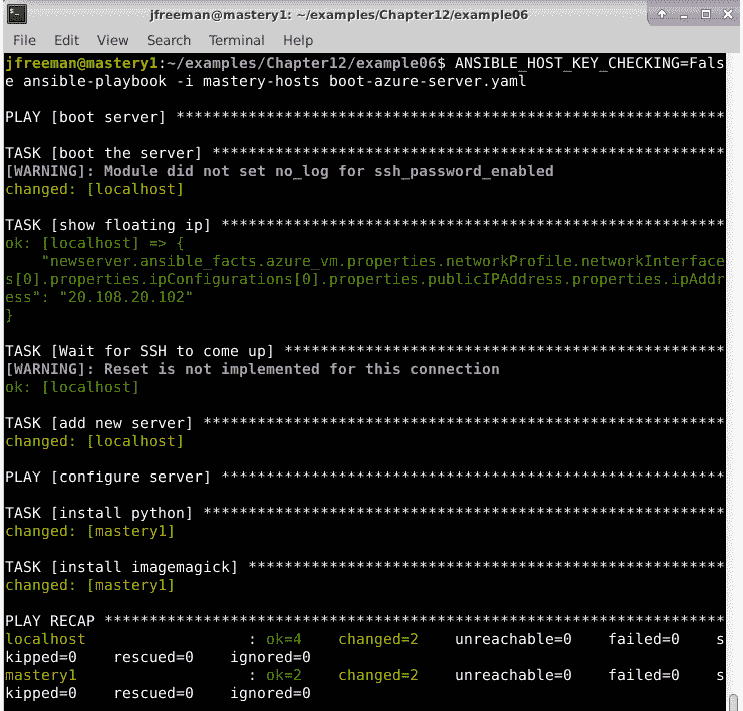 jfreeman@mastery1: ~/examples/Chapter12/example06
File Edit View Search Terminal Help
jfreeman@mastery1:~/examples/Chapter12/example06$ ANSIBLE_HOST_KEY_CHECKING=Fals
e ansible-playbook -i mastery-hosts boot-azure-server.yaml
PLAY [boot server] *************************************************************
TASK [boot the server] *********************************************************
[WARNING]: Module did not set no_log for ssh_password_enabled
changed: [localhost]
TASK [show floating ip] ********************************************************
ok: [localhost] => {
    "newserver.ansible_facts.azure_vm.properties.networkProfile.networkInterface
s[0].properties.ipConfigurations[0].properties.publicIPAddress.properties.ipAddr
ess": "20.108.20.102"
}
TASK [Wait for SSH to come up] *************************************************
[WARNING]: Reset is not implemented for this connection
ok: [localhost]
TASK [add new server] **********************************************************
changed: [localhost]
PLAY [configure server] ********************************************************
TASK [install python] **********************************************************
changed: [mastery1]
TASK [install imagemagick] *****************************************************
changed: [mastery1]
PLAY RECAP *********************************************************************
localhost                  : ok=4    changed=2    unreachable=0    failed=0    s
kipped=0    rescued=0    ignored=0
mastery1                   : ok=2    changed=2    unreachable=0    failed=0    s
kipped=0    rescued=0    ignored=0